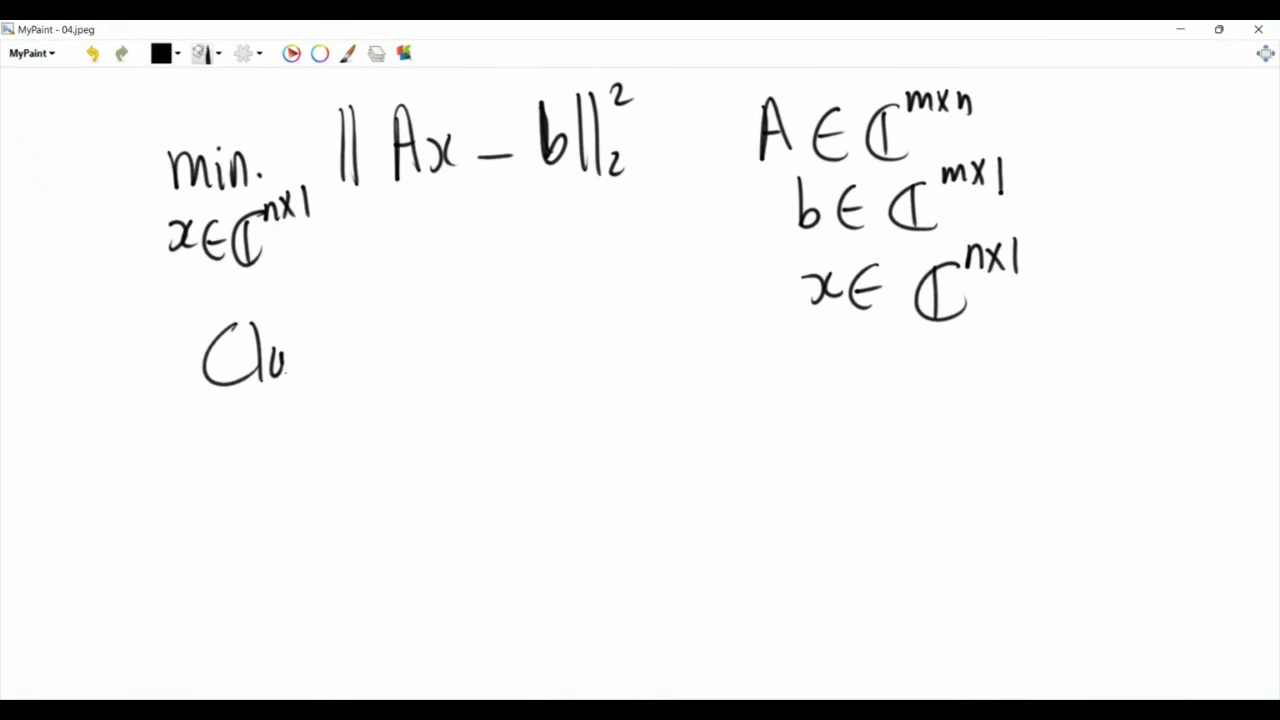 MyPaint - 04.jpeg
MyPaint
min. || Ax - b ||₂²
x ∈ ℂⁿˣ¹
A ∈ ℂᵐˣⁿ
b ∈ ℂᵐˣ¹
x ∈ ℂⁿˣ¹